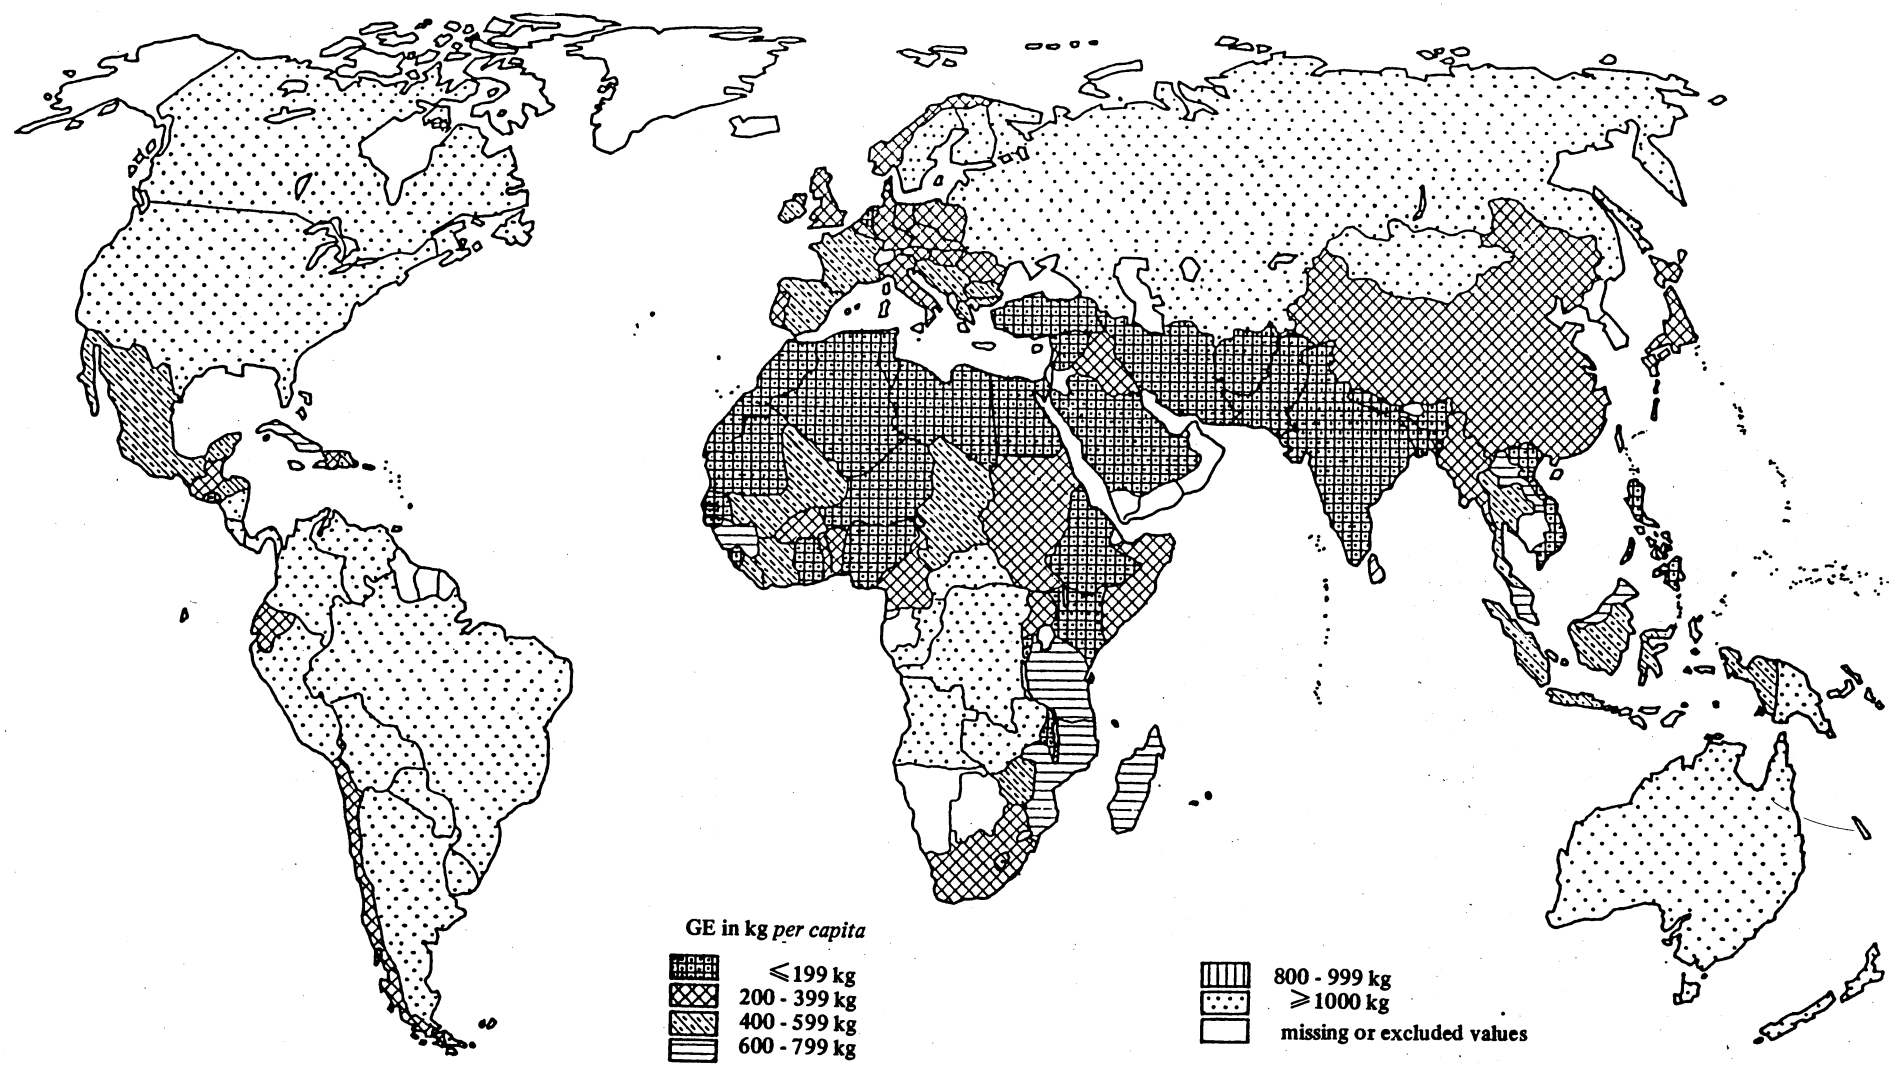 GE in kg per capita
⩽199 kg
200 - 399 kg
400 - 599 kg
600 - 799 kg
800 - 999 kg
⩾1000 kg
missing or excluded values